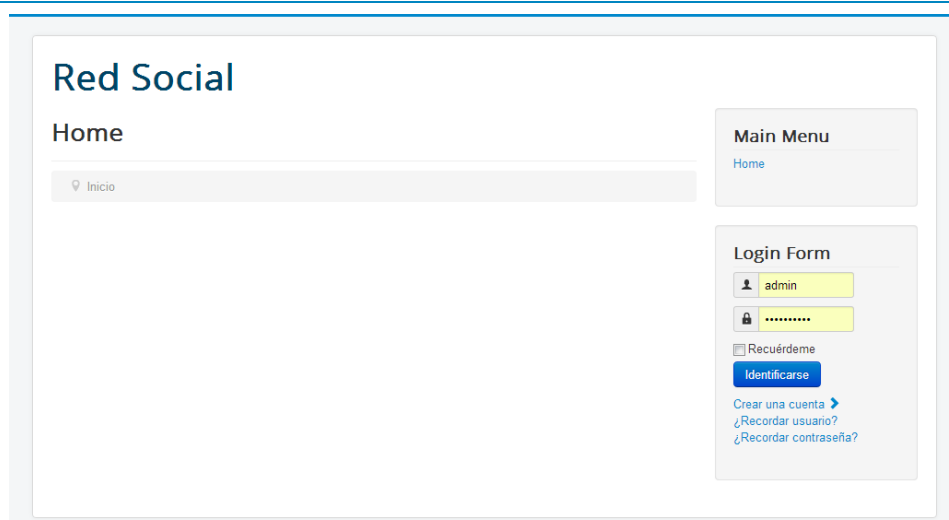 Red Social
Home
Inicio
Main Menu
Home
Login Form
admin
••••••••••
Recuérdeme
Identificarse
Crear una cuenta
¿Recordar usuario?
¿Recordar contraseña?